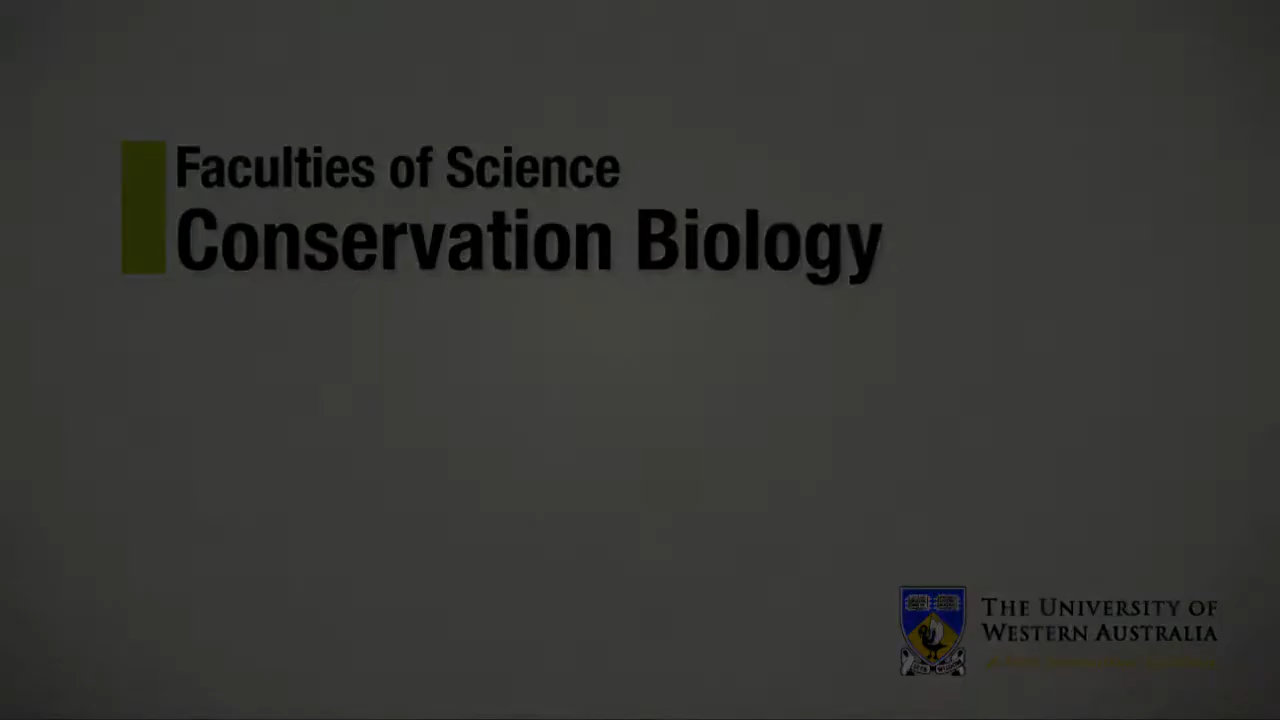 Faculties of Science
Conservation Biology
THE UNIVERSITY OF
WESTERN AUSTRALIA